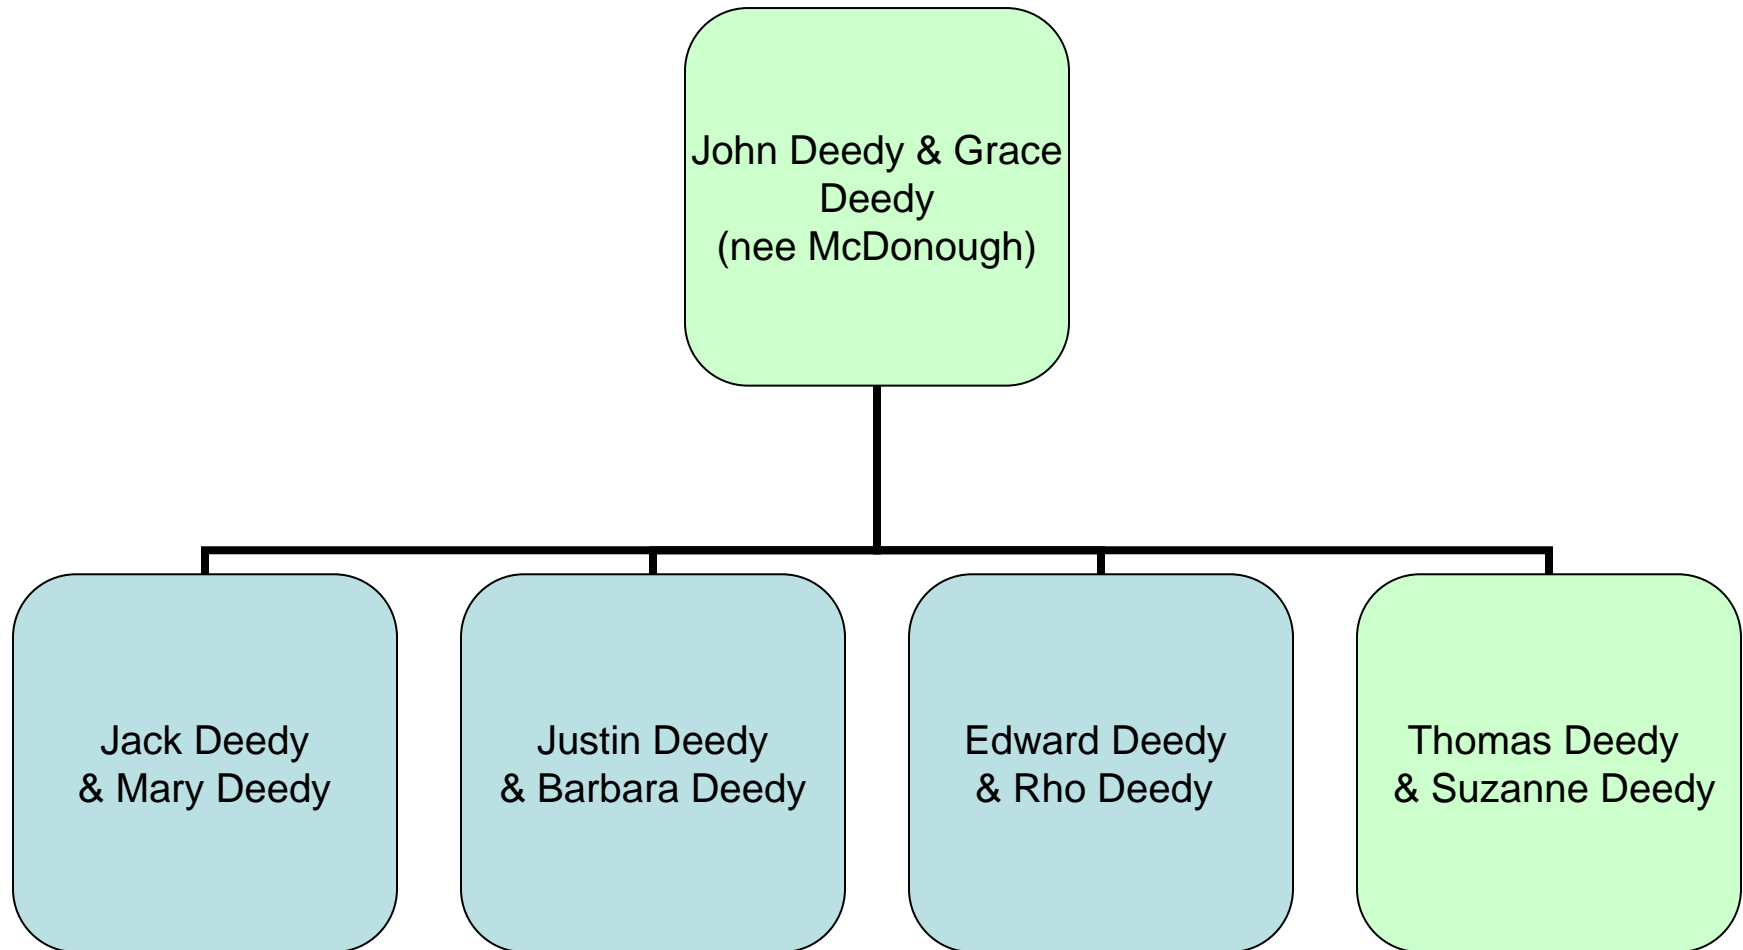 John Deedy & Grace
Deedy
(nee McDonough)
Jack Deedy
& Mary Deedy
Justin Deedy
& Barbara Deedy
Edward Deedy
& Rho Deedy
Thomas Deedy
& Suzanne Deedy